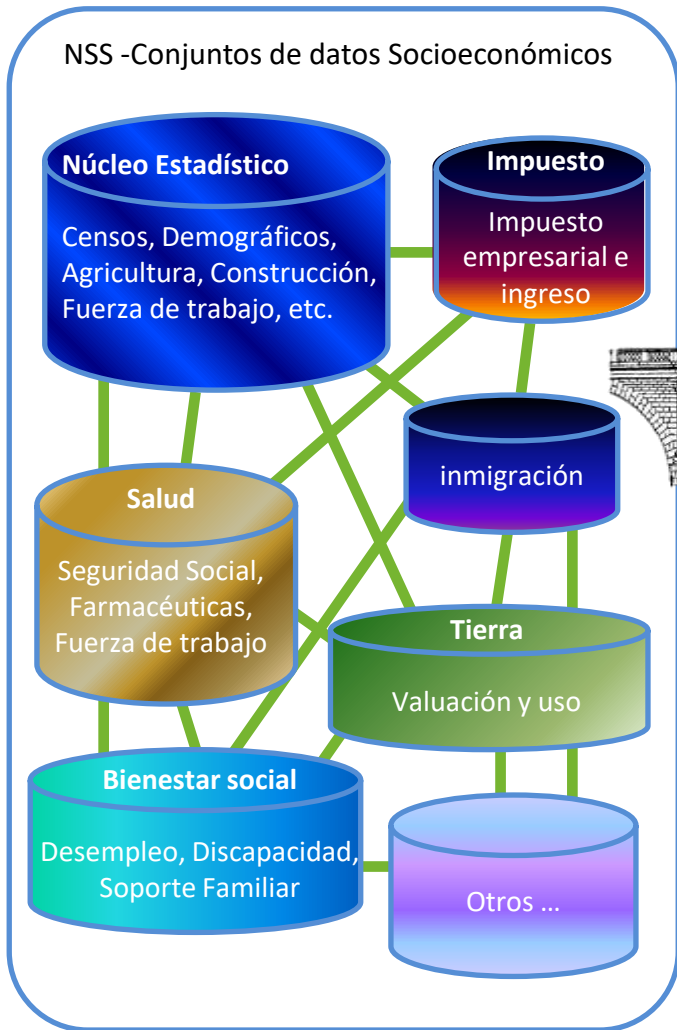 NSS -Conjuntos de datos Socioeconómicos
Núcleo Estadístico
Censos, Demográficos,
Agricultura, Construcción,
Fuerza de trabajo, etc.
Impuesto
Impuesto
empresarial e
ingreso
inmigración
Salud
Seguridad Social,
Farmacéuticas,
Fuerza de trabajo
Tierra
Valuación y uso
Bienestar social
Desempleo, Discapacidad,
Soporte Familiar
Otros ...